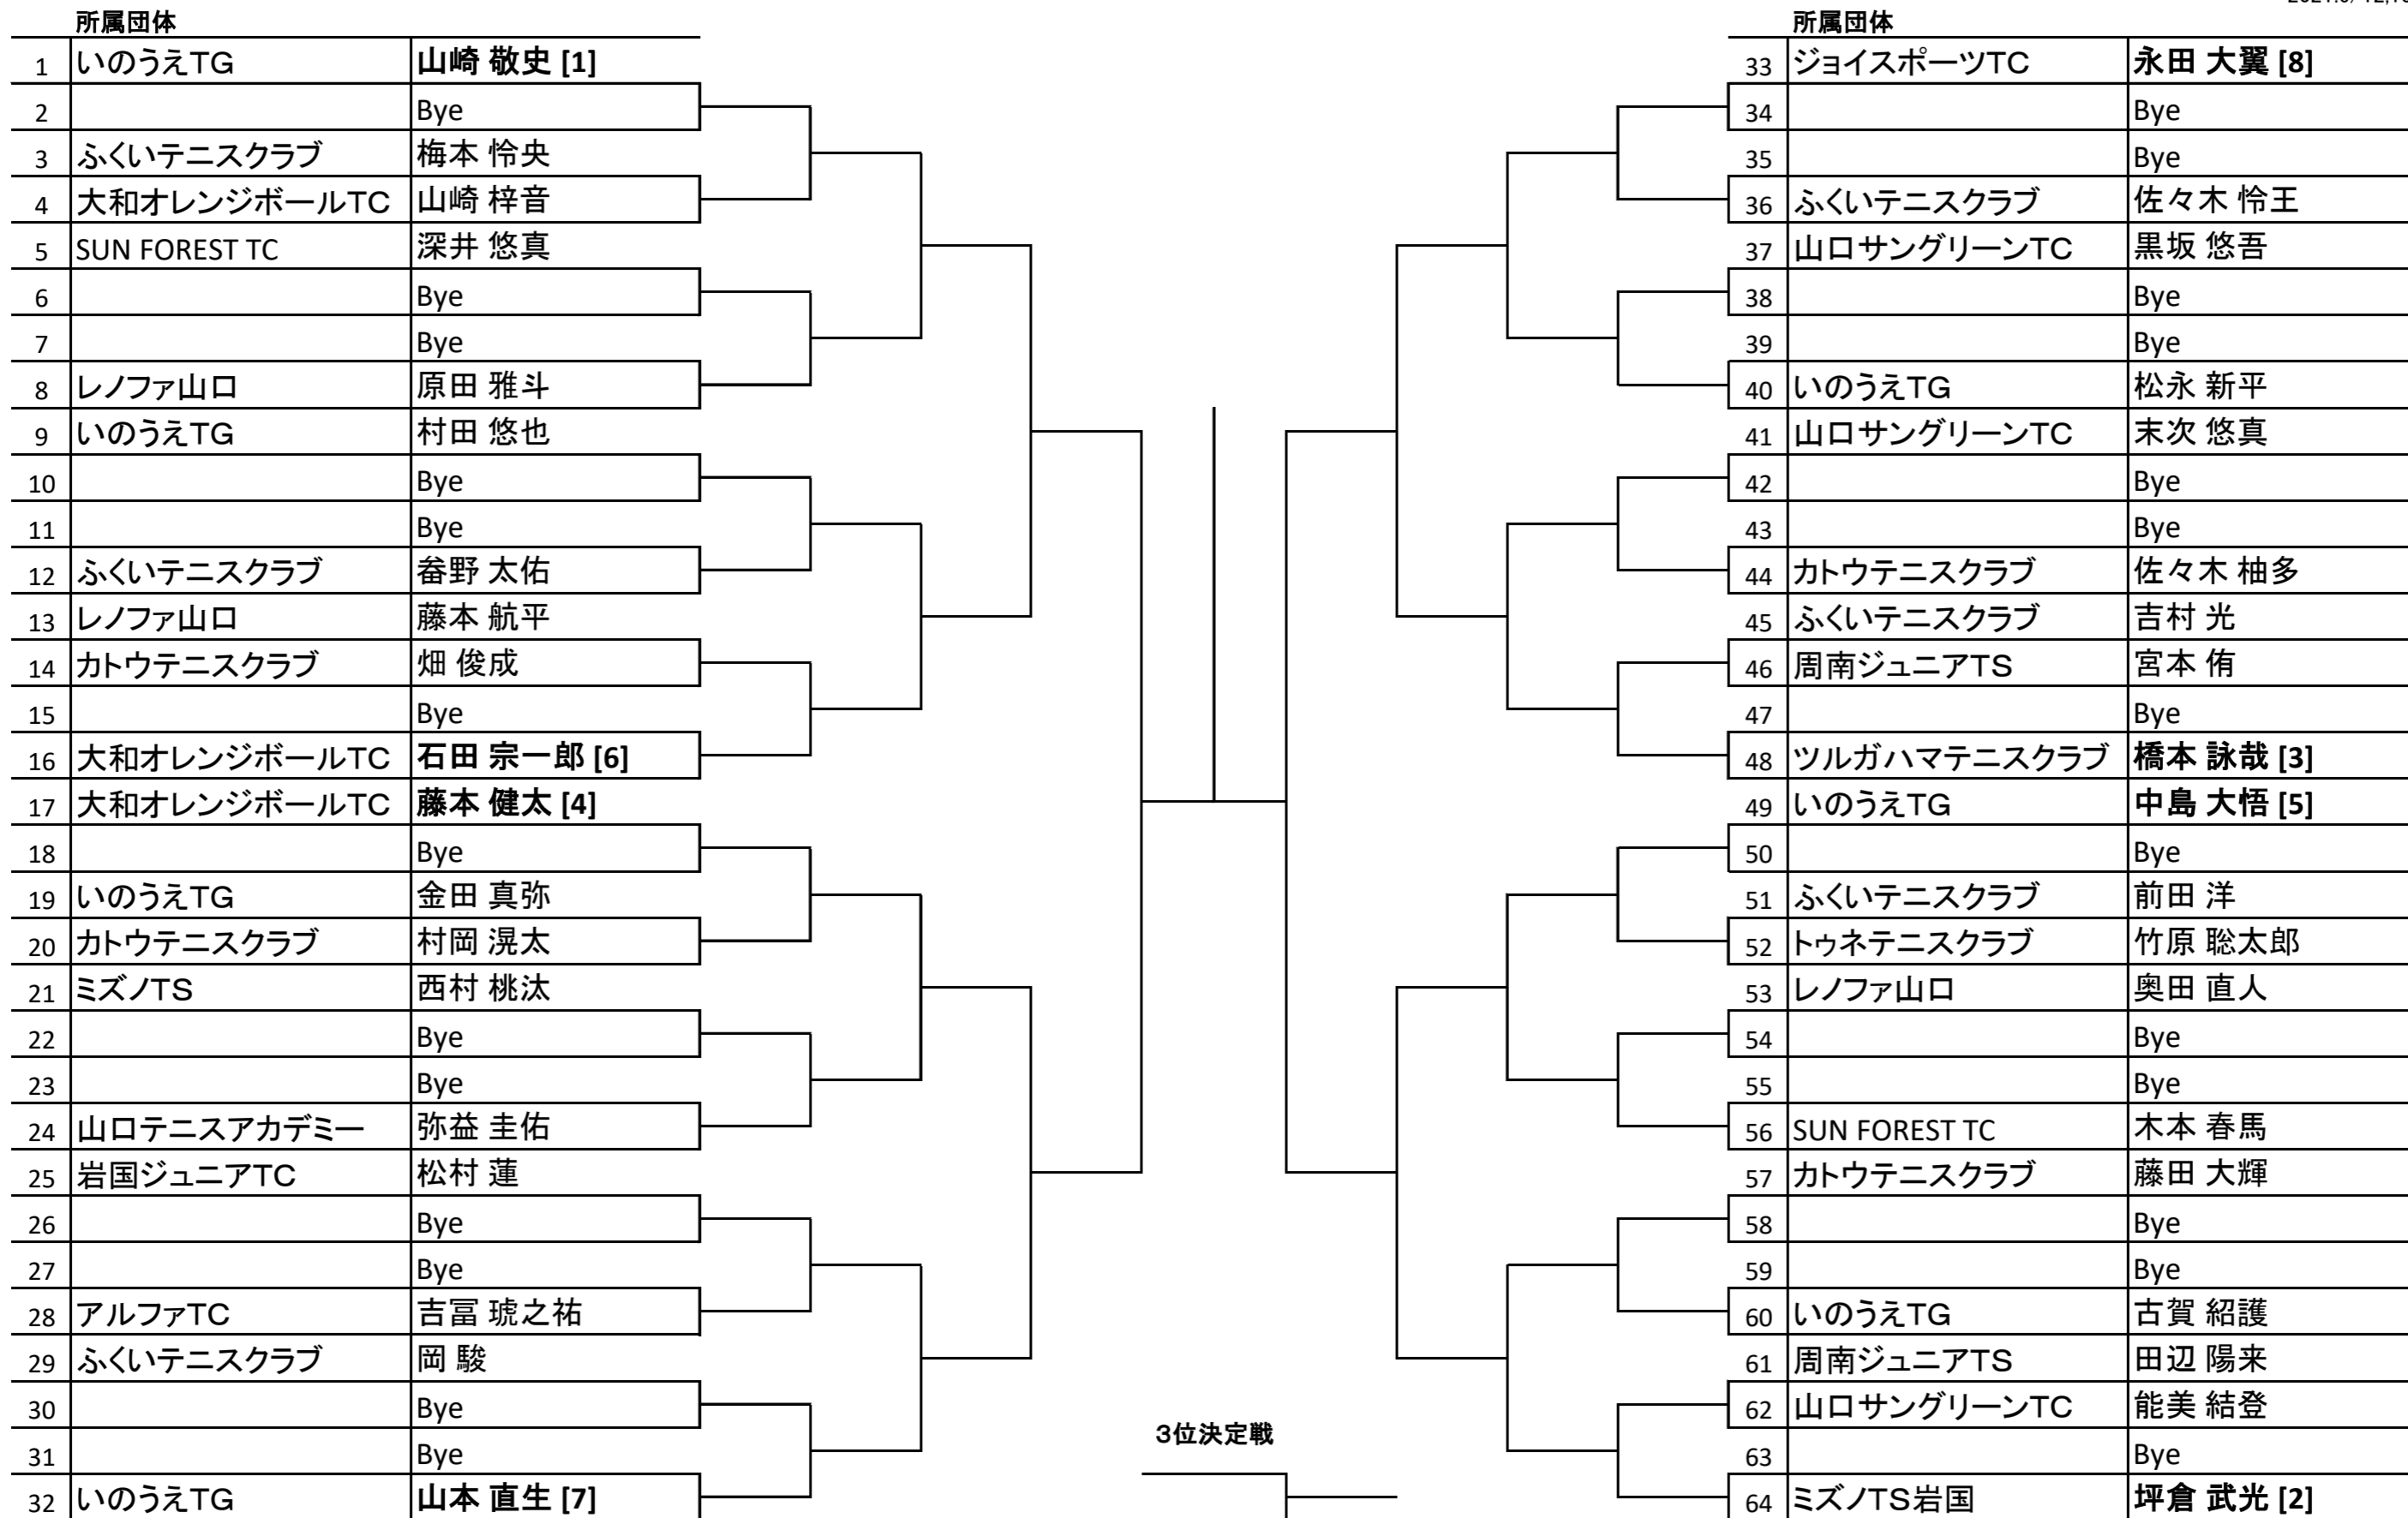 所属団体
1 いのうえTG 山崎 敬史 [1]
2 Bye
3 ふくいテニスクラブ 梅本 怜央
4 大和オレンジボールTC 山崎 梓音
5 SUN FOREST TC 深井 悠真
6 Bye
7 Bye
8 レノファ山口 原田 雅斗
9 いのうえTG 村田 悠也
10 Bye
11 Bye
12 ふくいテニスクラブ 畚野 太佑
13 レノファ山口 藤本 航平
14 カトウテニスクラブ 畑 俊成
15 Bye
16 大和オレンジボールTC 石田 宗一郎 [6]
17 大和オレンジボールTC 藤本 健太 [4]
18 Bye
19 いのうえTG 金田 真弥
20 カトウテニスクラブ 村岡 滉太
21 ミズノTS 西村 桃汰
22 Bye
23 Bye
24 山口テニスアカデミー 弥益 圭佑
25 岩国ジュニアTC 松村 蓮
26 Bye
27 Bye
28 アルファTC 吉冨 琥之祐
29 ふくいテニスクラブ 岡 駿
30 Bye
31 Bye
32 いのうえTG 山本 直生 [7]
3位決定戦
所属団体
33 ジョイスポーツTC 永田 大翼 [8]
34 Bye
35 Bye
36 ふくいテニスクラブ 佐々木 怜王
37 山口サングリーンTC 黒坂 悠吾
38 Bye
39 Bye
40 いのうえTG 松永 新平
41 山口サングリーンTC 末次 悠真
42 Bye
43 Bye
44 カトウテニスクラブ 佐々木 柚多
45 ふくいテニスクラブ 吉村 光
46 周南ジュニアTS 宮本 侑
47 Bye
48 ツルガハマテニスクラブ 橋本 詠哉 [3]
49 いのうえTG 中島 大悟 [5]
50 Bye
51 ふくいテニスクラブ 前田 洋
52 トゥネテニスクラブ 竹原 聡太郎
53 レノファ山口 奥田 直人
54 Bye
55 Bye
56 SUN FOREST TC 木本 春馬
57 カトウテニスクラブ 藤田 大輝
58 Bye
59 Bye
60 いのうえTG 古賀 紹護
61 周南ジュニアTS 田辺 陽来
62 山口サングリーンTC 能美 結登
63 Bye
64 ミズノTS岩国 坪倉 武光 [2]